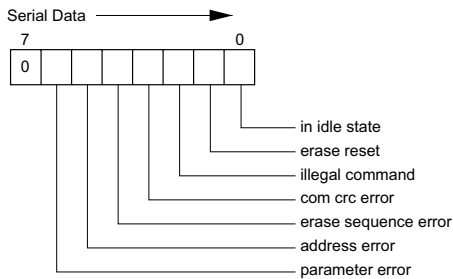 Serial Data
7 0
0
in idle state
erase reset
illegal command
com crc error
erase sequence error
address error
parameter error